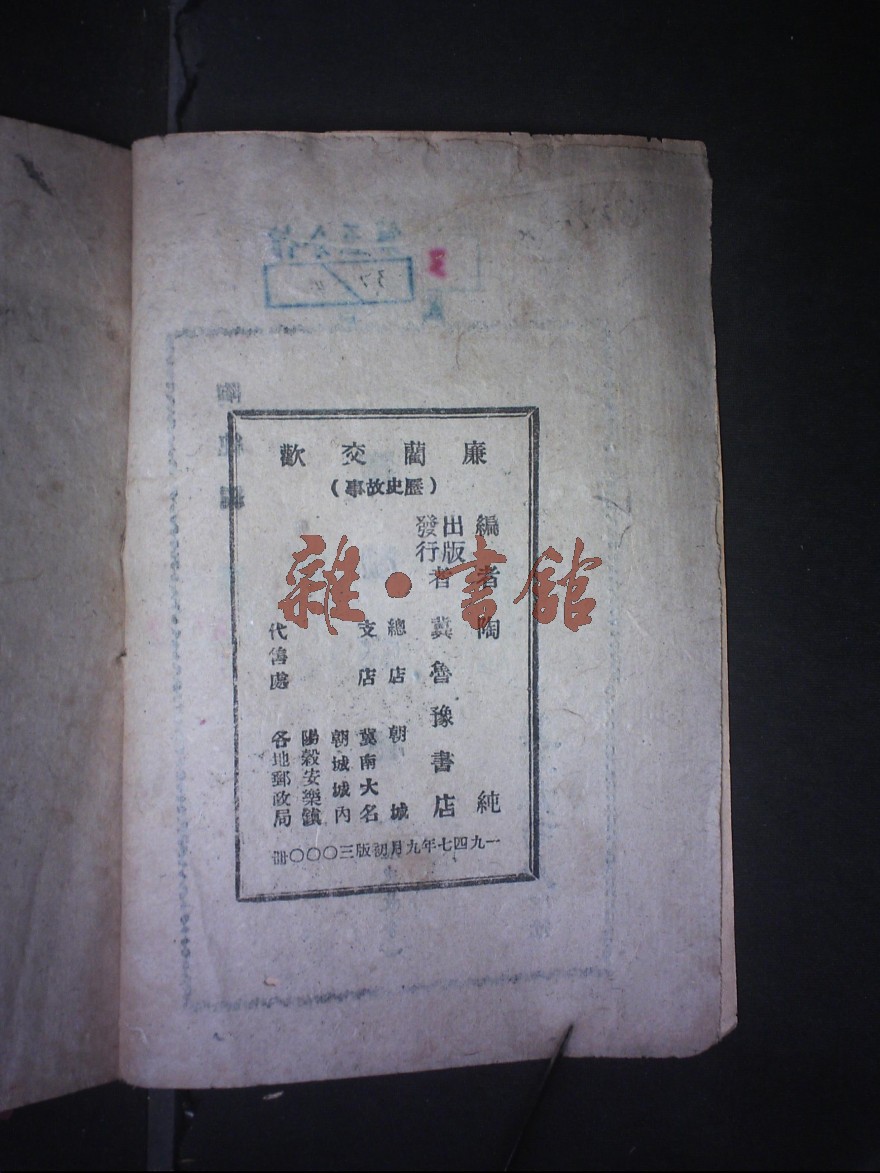 廉藺交歡
（歷史故事）
編者 陶純
出版發行者 冀魯豫書店
總店 朝城
支店 冀南大名
朝城城內
陽穀安樂鎮
代售處 各地郵政局
一九四七年九月初版三〇〇〇冊
雜·書館